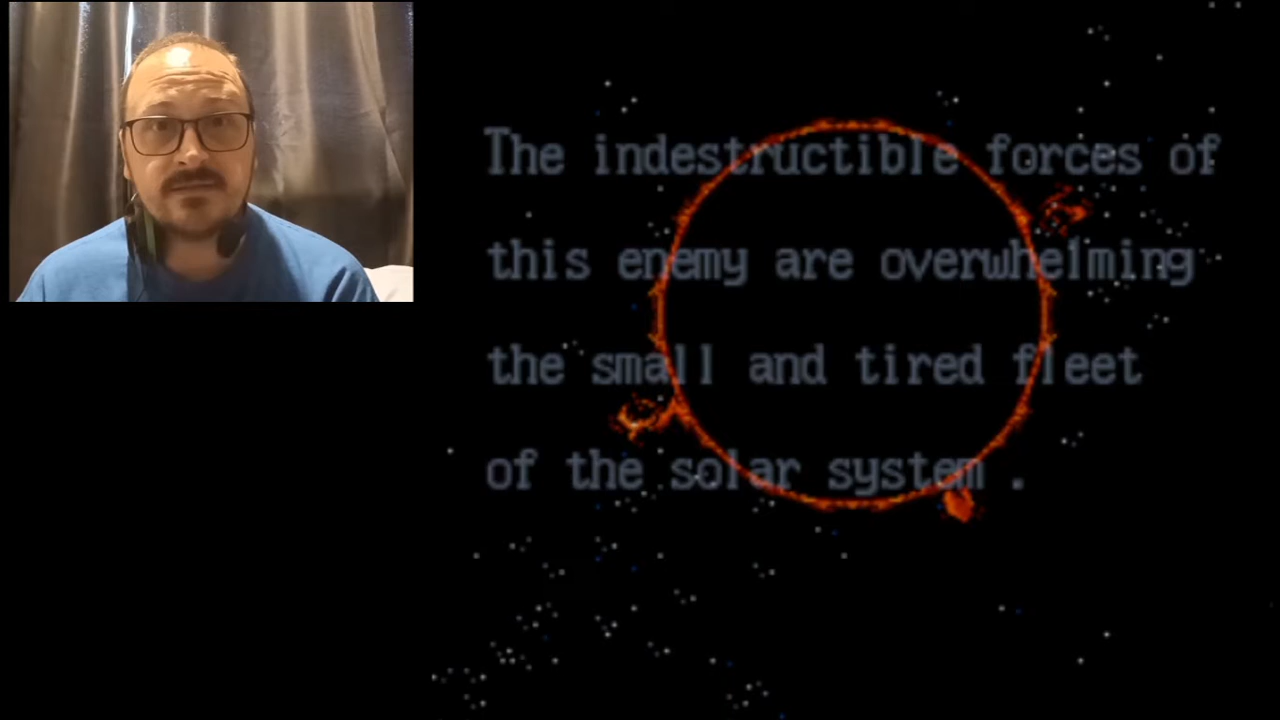 The indestructible forces of
this enemy are overwhelming
the small and tired fleet
of the solar system .